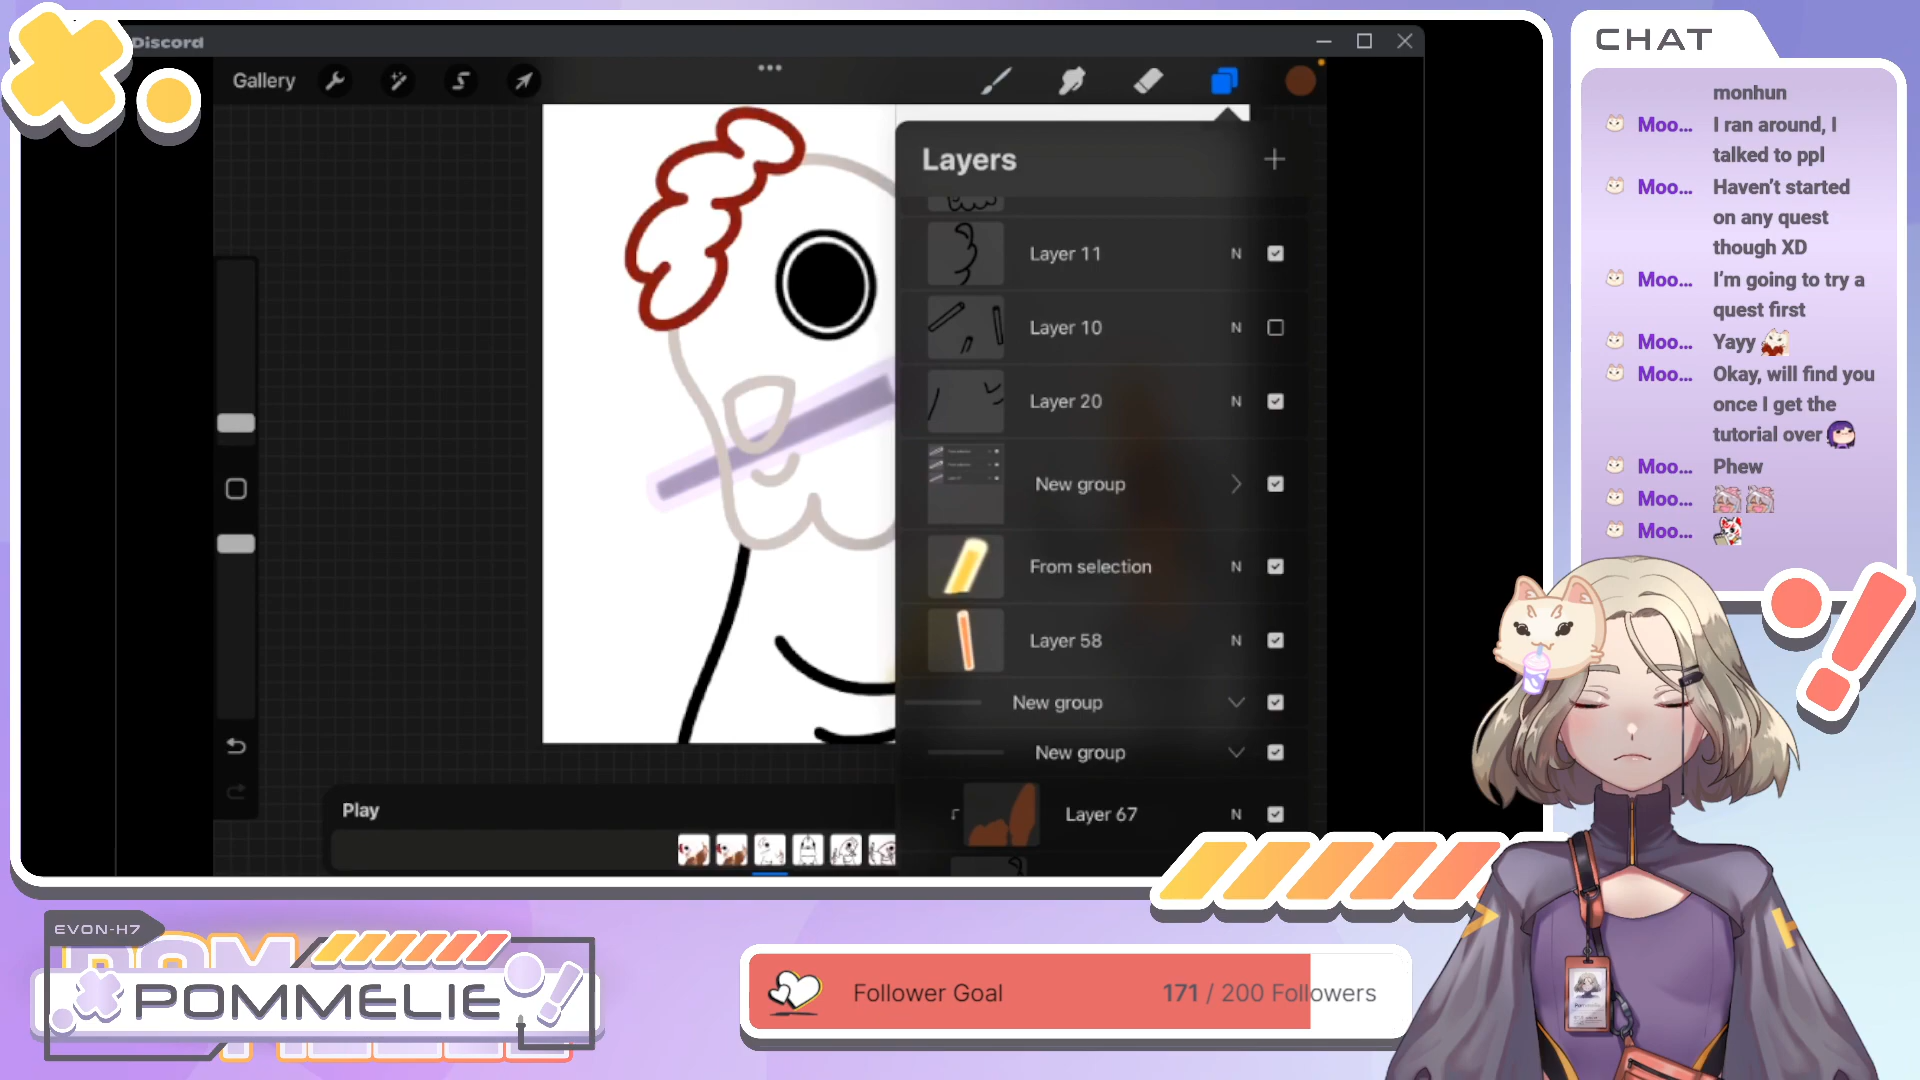 Discord
CHAT
Gallery
Layers
Layer 11 N
Layer 10 N
Layer 20 N
New group
From selection N
Layer 58 N
New group
New group
Layer 67 N
Play
monhun
Moo... I ran around, I
talked to ppl
Moo... Haven't started
on any quest
though XD
Moo... I'm going to try a
quest first
Moo... Yayy
Moo... Okay, will find you
once I get the
tutorial over
Moo... Phew
Moo...
Moo...
EVON-H7
POMMELIE
Follower Goal 171 / 200 Followers